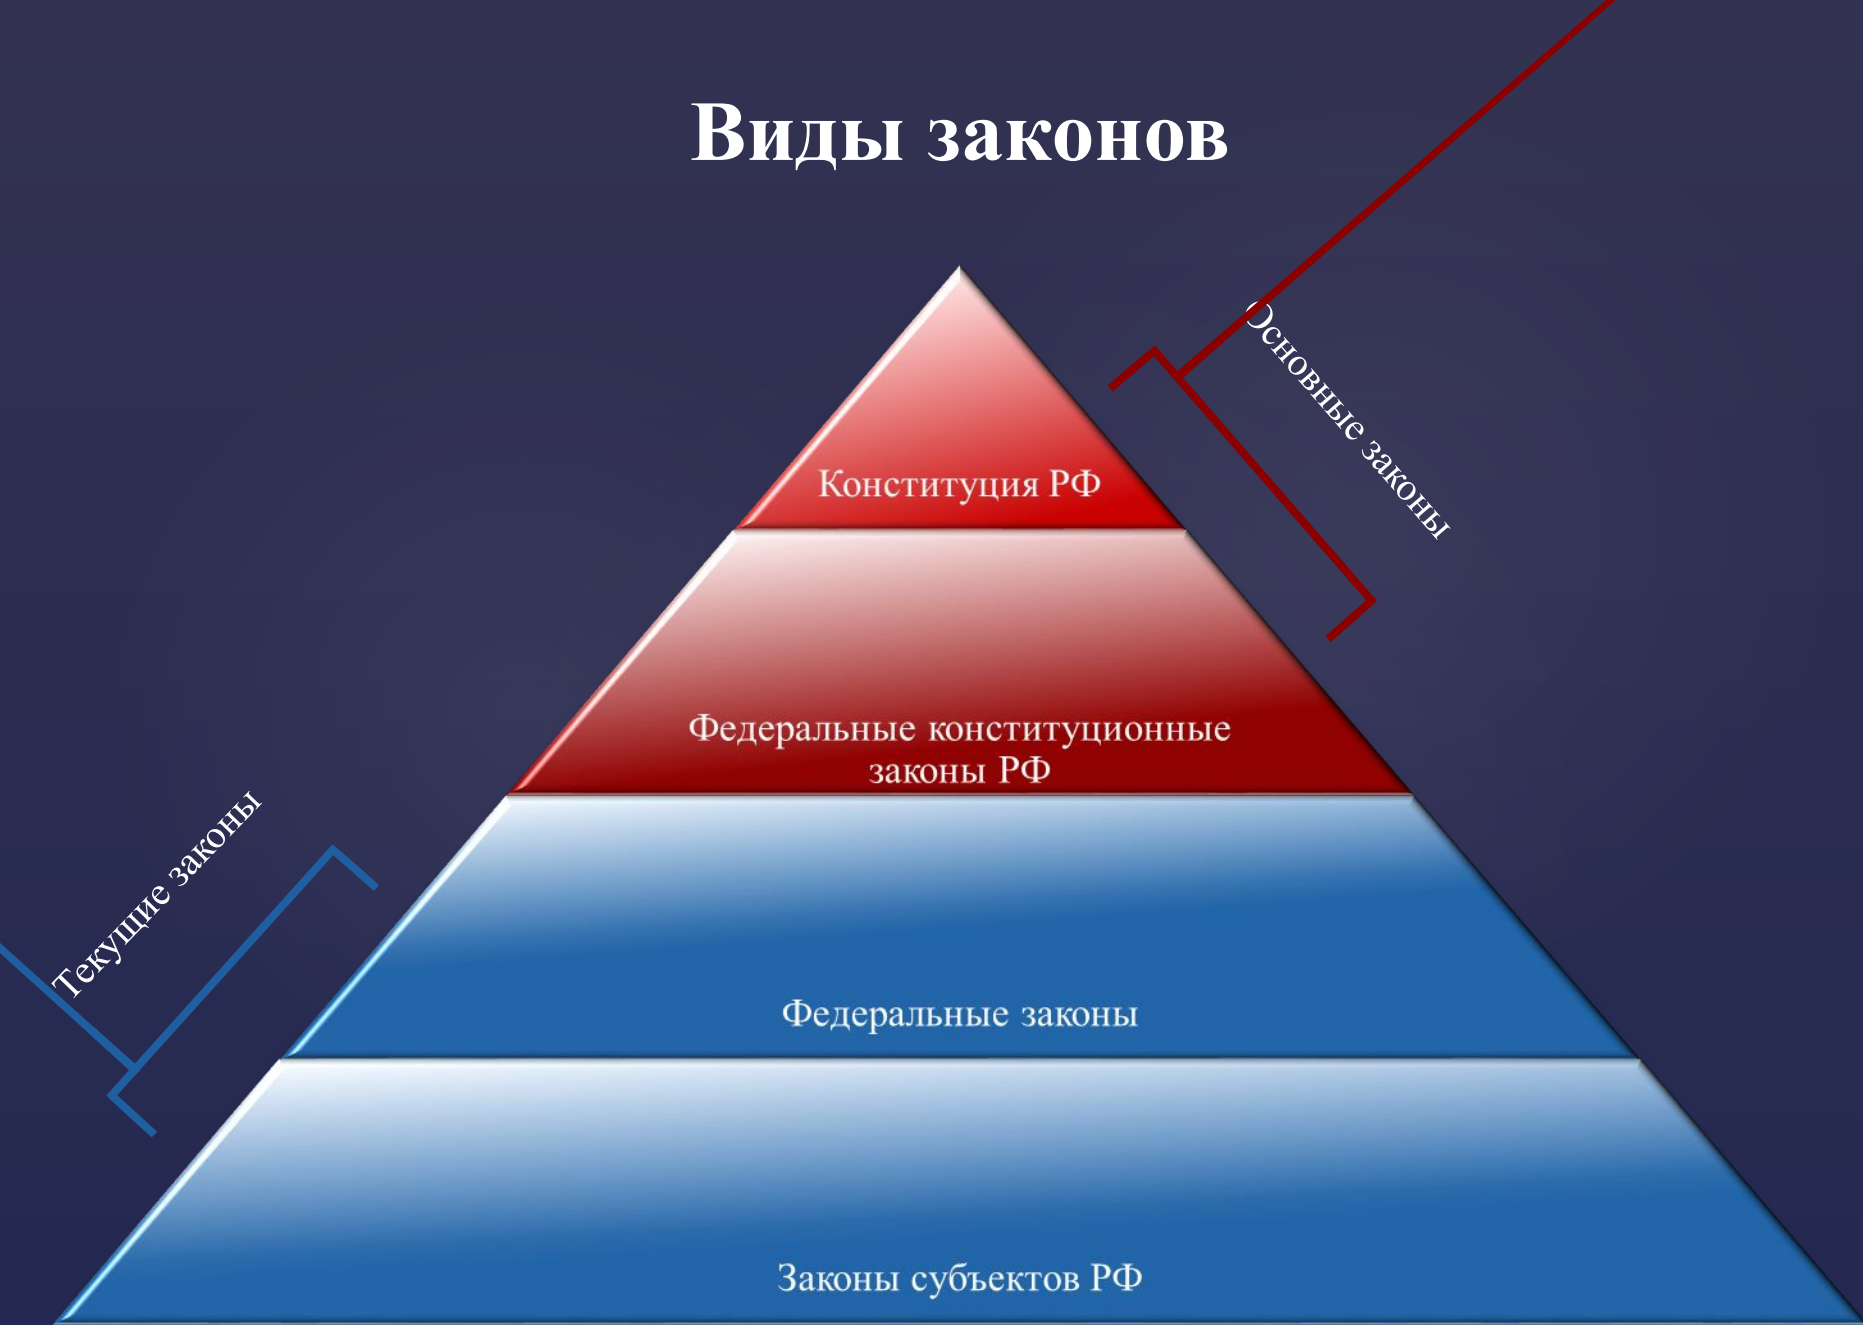 Виды законов
Основные законы
Конституция РФ
Федеральные конституционные
законы РФ
Текущие законы
Федеральные законы
Законы субъектов РФ